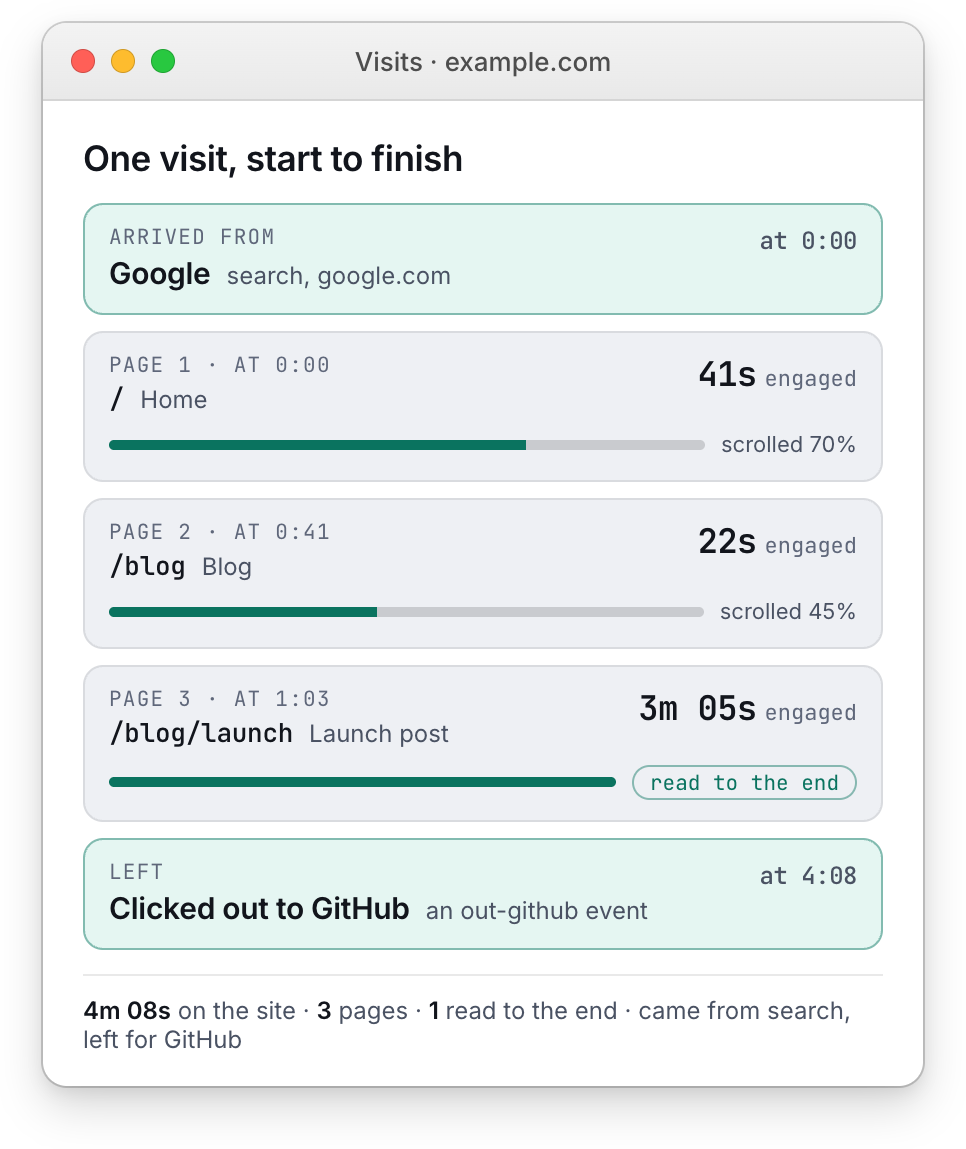 Visits · example.com
One visit, start to finish
ARRIVED FROM
at 0:00
Google search, google.com
PAGE 1 · AT 0:00
41s engaged
/ Home
scrolled 70%
PAGE 2 · AT 0:41
22s engaged
/blog Blog
scrolled 45%
PAGE 3 · AT 1:03
3m 05s engaged
/blog/launch Launch post
read to the end
LEFT
at 4:08
Clicked out to GitHub an out-github event
4m 08s on the site · 3 pages · 1 read to the end · came from search,
left for GitHub